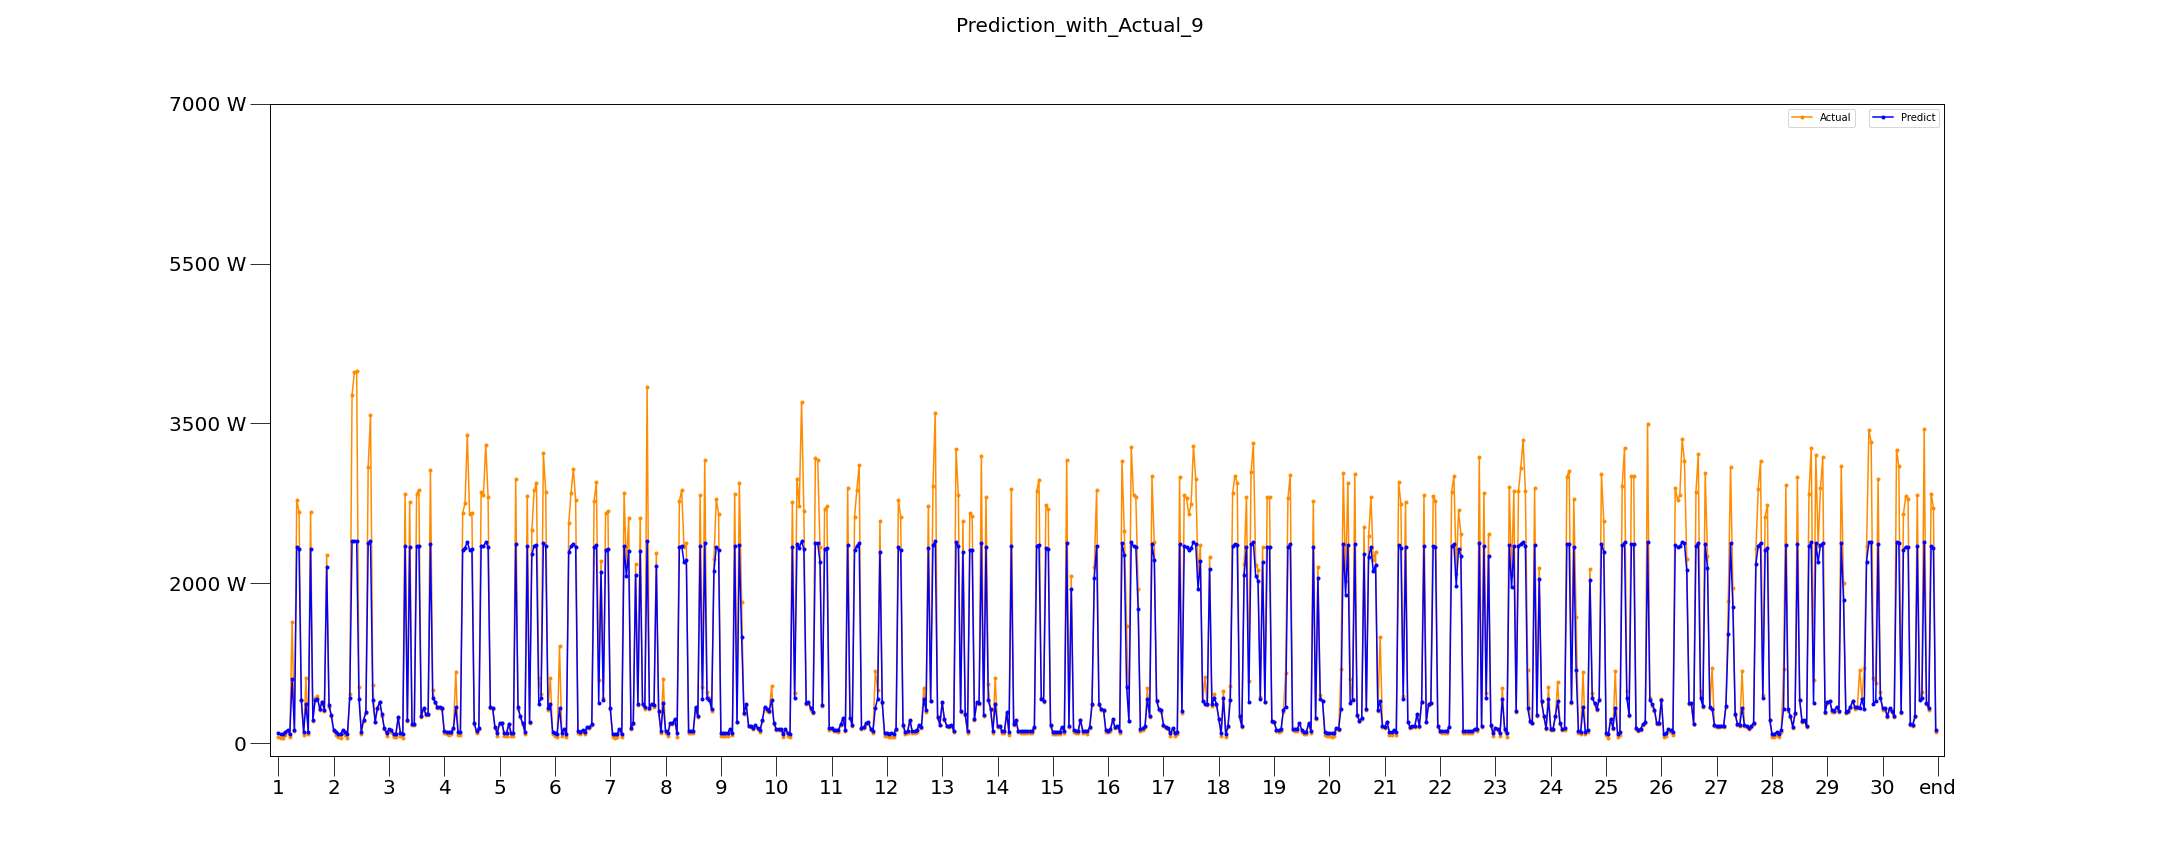 Prediction_with_Actual_9
7000 W
5500 W
3500 W
2000 W
0
Actual Predict
1 2 3 4 5 6 7 8 9 10 11 12 13 14 15 16 17 18 19 20 21 22 23 24 25 26 27 28 29 30 end